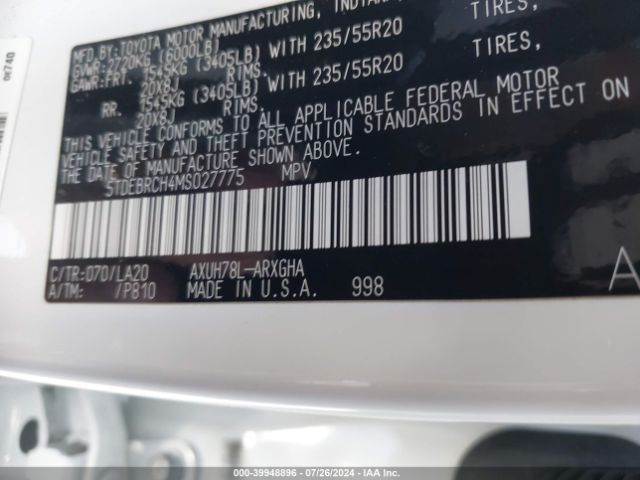 MFD.BY:TOYOTA MOTOR MANUFACTURING, INDIANA,
GVWR:2720KG (6000LB)
GAWR:FRT. 1545KG (3405LB) WITH 235/55R20 TIRES,
20X8J RIMS.
RR. 1545KG (3405LB) WITH 235/55R20 TIRES,
20X8J RIMS.
THIS VEHICLE CONFORMS TO ALL APPLICABLE FEDERAL MOTOR
VEHICLE SAFETY AND THEFT PREVENTION STANDARDS IN EFFECT ON
THE DATE OF MANUFACTURE SHOWN ABOVE.
5TDEBRCH4MS027775 MPV
C/TR:070/LA20 AXUH78L-ARXGHA
A/TM: /P810 MADE IN U.S.A. 998
A
000-39948896 / 07/26/2024 / IAA Inc.